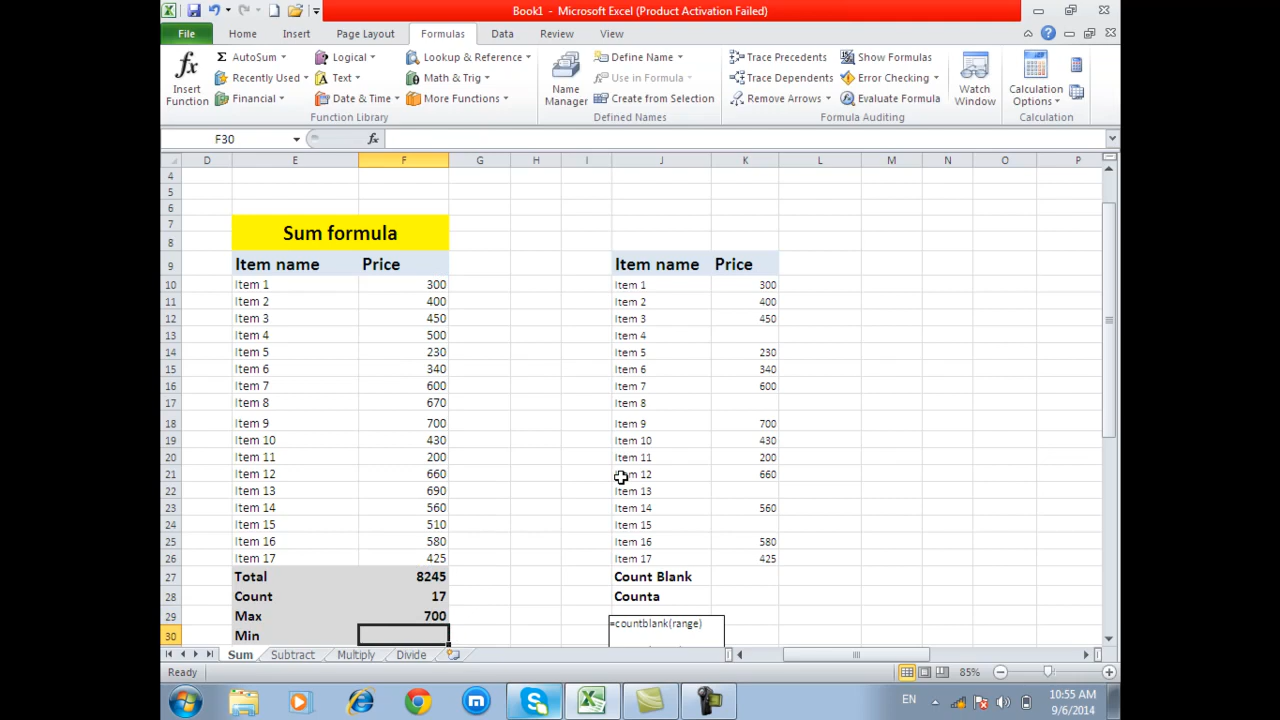 Book1 - Microsoft Excel (Product Activation Failed)
File Home Insert Page Layout Formulas Data Review View
fx Insert Function
Σ AutoSum
Recently Used
Financial
Logical
Text
Date & Time
Lookup & Reference
Math & Trig
More Functions
Function Library
Name Manager
Define Name
Use in Formula
Create from Selection
Defined Names
Trace Precedents
Trace Dependents
Remove Arrows
Show Formulas
Error Checking
Evaluate Formula
Formula Auditing
Watch Window
Calculation Options
Calculation
F30 fx
D E F G H I J K L M N O P
4
5
6
7
8 Sum formula
9 Item name Price Item name Price
10 Item 1 300 Item 1 300
11 Item 2 400 Item 2 400
12 Item 3 450 Item 3 450
13 Item 4 500 Item 4
14 Item 5 230 Item 5 230
15 Item 6 340 Item 6 340
16 Item 7 600 Item 7 600
17 Item 8 670 Item 8
18 Item 9 700 Item 9 700
19 Item 10 430 Item 10 430
20 Item 11 200 Item 11 200
21 Item 12 660 12 660
22 Item 13 690 Item 13
23 Item 14 560 Item 14 560
24 Item 15 510 Item 15
25 Item 16 580 Item 16 580
26 Item 17 425 Item 17 425
27 Total 8245 Count Blank
28 Count 17 Counta
29 Max 700 =countblank(range)
30 Min
Sum Subtract Multiply Divide
Ready 85%
EN 10:55 AM
9/6/2014